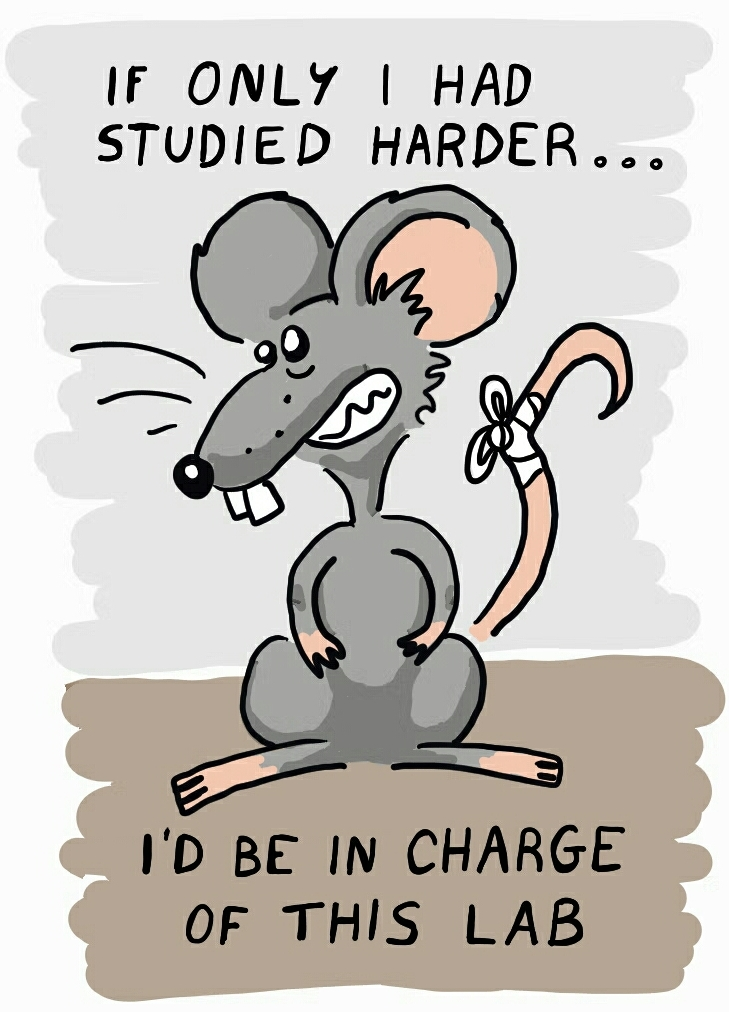 IF ONLY I HAD
STUDIED HARDER...
I'D BE IN CHARGE
OF THIS LAB